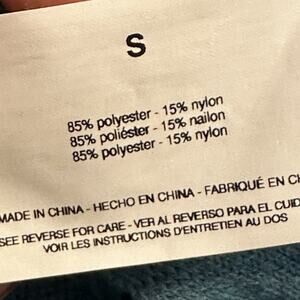 S
85% polyester - 15% nylon
85% poliéster - 15% nailon
85% polyester - 15% nylon
MADE IN CHINA - HECHO EN CHINA - FABRIQUÉ EN
SEE REVERSE FOR CARE - VER AL REVERSO PARA EL
VOIR LES INSTRUCTIONS D'ENTRETIEN AU DOS